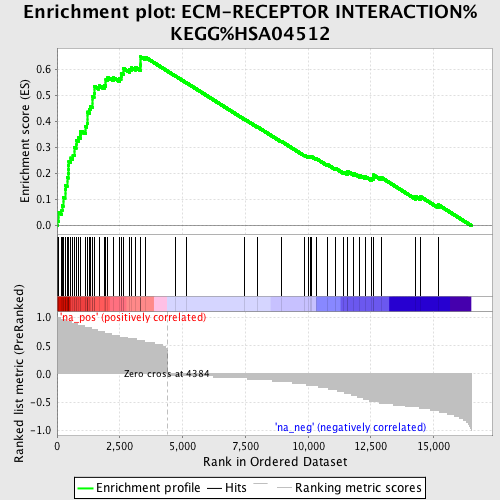 Enrichment plot: ECM-RECEPTOR INTERACTION%
KEGG%HSA04512
Enrichment score (ES)
0.6
0.5
0.4
0.3
0.2
0.1
0.0
'na_pos' (positively correlated)
Ranked list metric (PreRanked)
1.0
0.5
0.0
-0.5
-1.0
Zero cross at 4384
'na_neg' (negatively correlated)
0
2,500
5,000
7,500
10,000
12,500
15,000
Rank in Ordered Dataset
Enrichment profile
Hits
Ranking metric scores